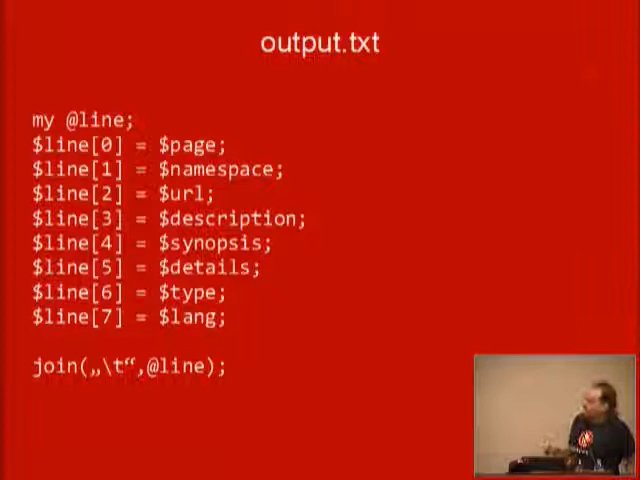 output.txt
my @line;
$line[0] = $page;
$line[1] = $namespace;
$line[2] = $url;
$line[3] = $description;
$line[4] = $synopsis;
$line[5] = $details;
$line[6] = $type;
$line[7] = $lang;
join(„\t“,@line);